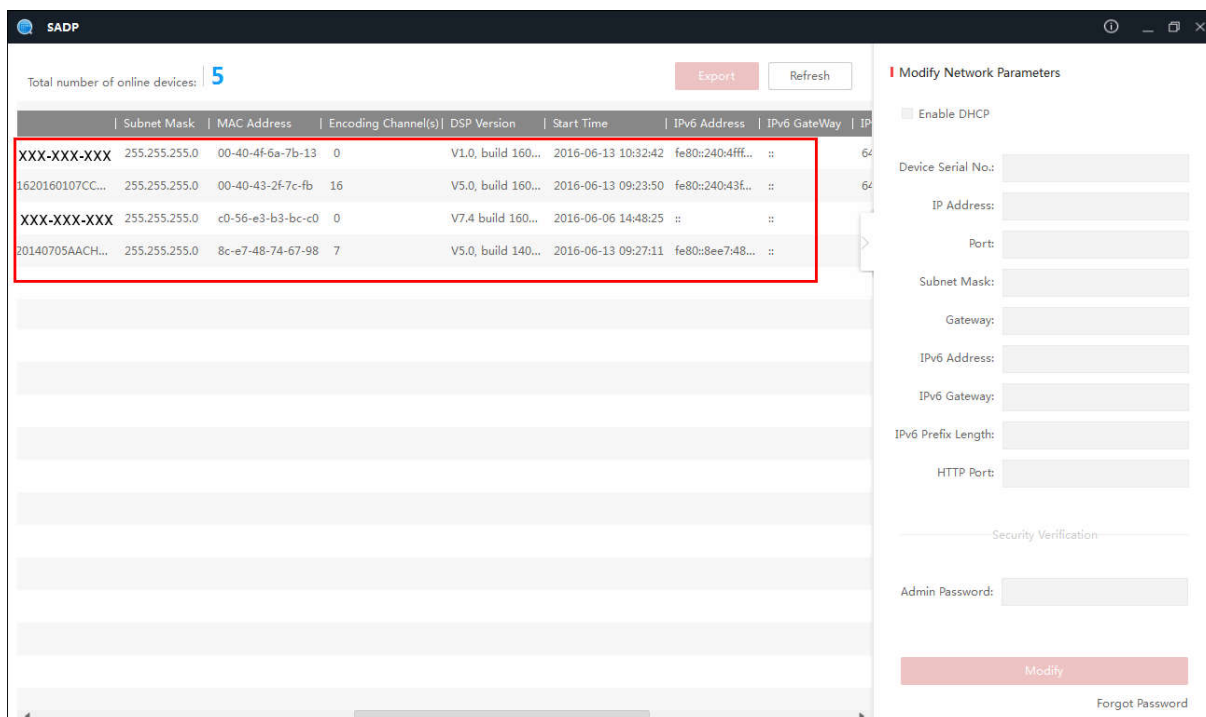 SADP
Total number of online devices: 5
Export
Refresh
| Subnet Mask | MAC Address | Encoding Channel(s) | DSP Version | Start Time | IPv6 Address | IPv6 GateWay | IP
XXX-XXX-XXX 255.255.255.0 00-40-4f-6a-7b-13 0 V1.0, build 160... 2016-06-13 10:32:42 fe80::240:4fff... :: 64
1620160107CC... 255.255.255.0 00-40-43-2f-7c-fb 16 V5.0, build 160... 2016-06-13 09:23:50 fe80::240:43f... :: 64
XXX-XXX-XXX 255.255.255.0 c0-56-e3-b3-bc-c0 0 V7.4 build 160... 2016-06-06 14:48:25 :: ::
20140705AACH... 255.255.255.0 8c-e7-48-74-67-98 7 V5.0, build 140... 2016-06-13 09:27:11 fe80::8ee7:48... ::
Modify Network Parameters
Enable DHCP
Device Serial No.:
IP Address:
Port:
Subnet Mask:
Gateway:
IPv6 Address:
IPv6 Gateway:
IPv6 Prefix Length:
HTTP Port:
Security Verification
Admin Password:
Modify
Forgot Password